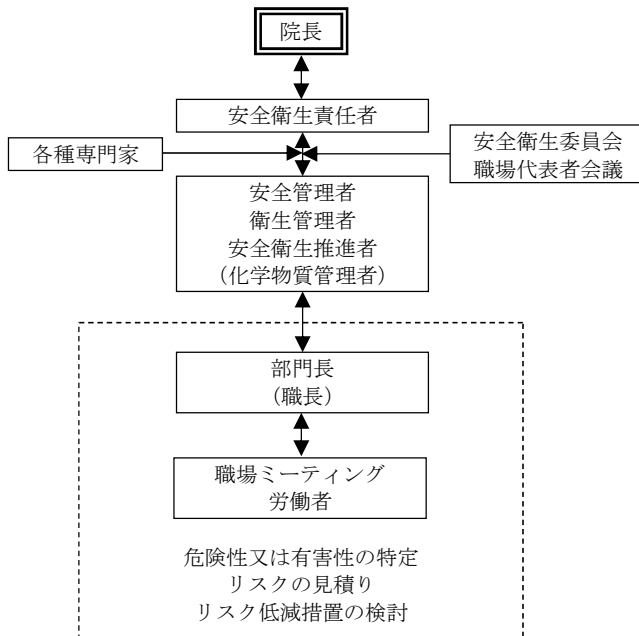 院長
安全衛生責任者
各種専門家
安全衛生委員会
職場代表者会議
安全管理者
衛生管理者
安全衛生推進者
（化学物質管理者）
部門長
（職長）
職場ミーティング
労働者
危険性又は有害性の特定
リスクの見積り
リスク低減措置の検討